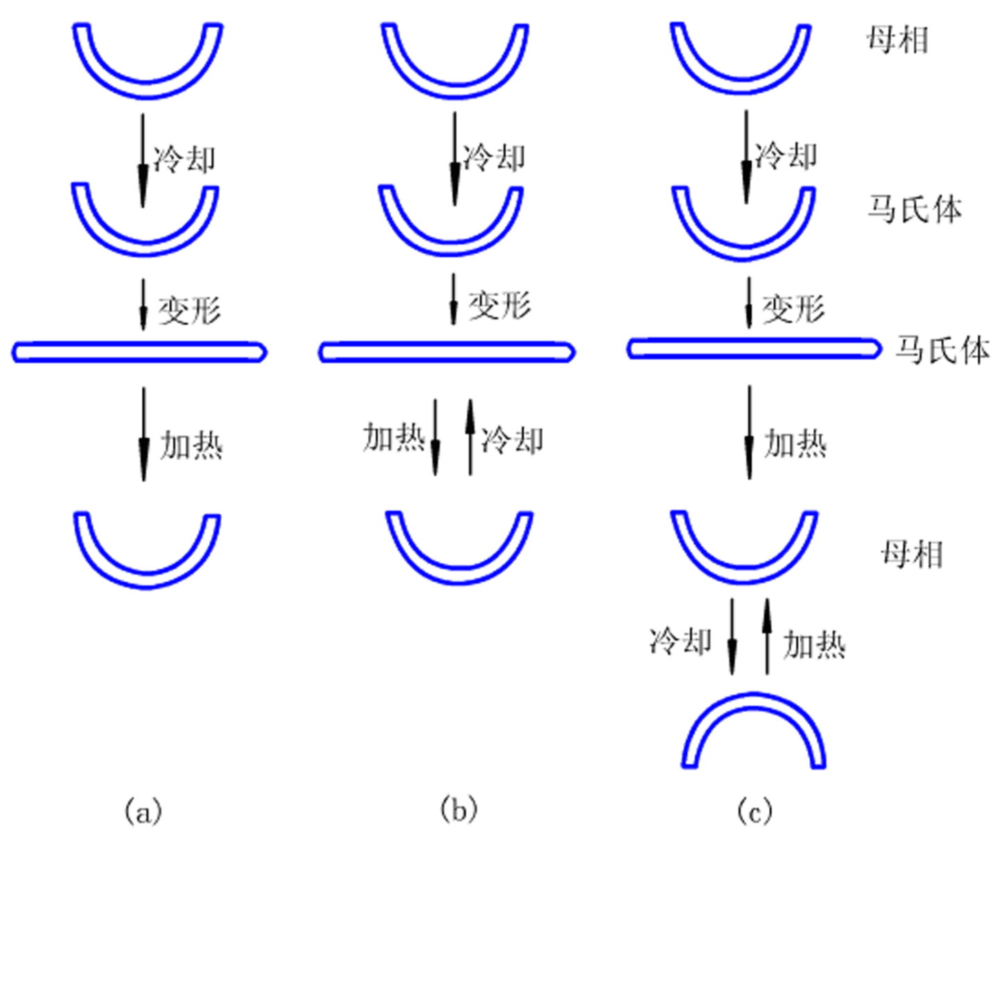 母相
冷却 冷却 冷却
马氏体
变形 变形 变形
马氏体
加热 加热 冷却 加热
母相
冷却 加热
(a) (b) (c)